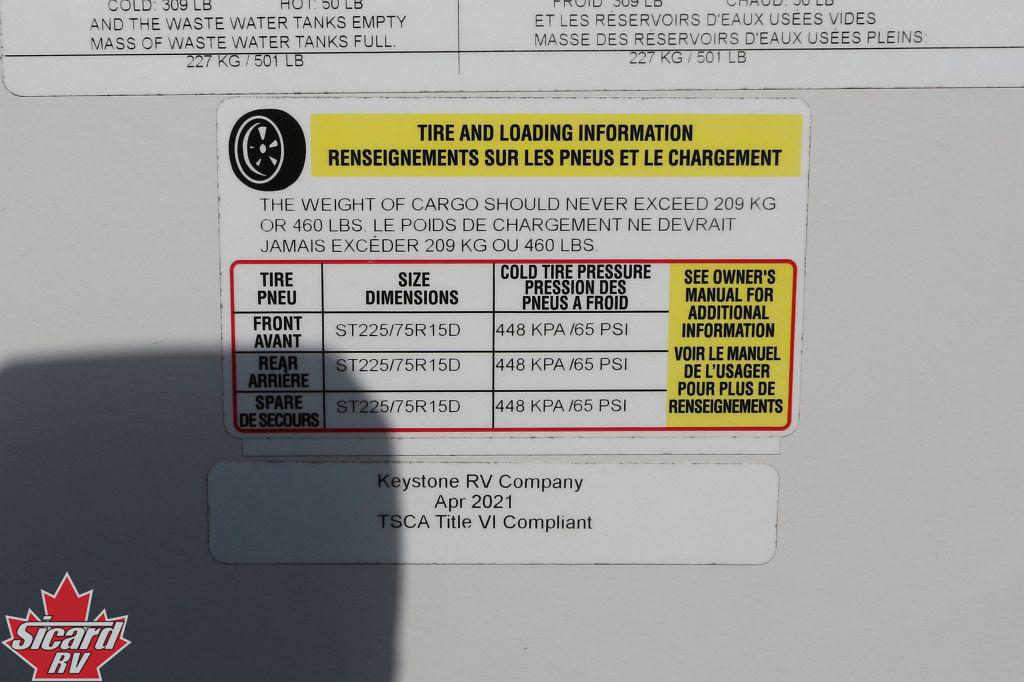 COLD: 309 LB HOT: 50 LB
AND THE WASTE WATER TANKS EMPTY
MASS OF WASTE WATER TANKS FULL.
227 KG / 501 LB
FROID: 309 LB CHAUD: 50 LB
ET LES RÉSERVOIRS D'EAUX USÉES VIDES
MASSE DES RÉSERVOIRS D'EAUX USÉES PLEINS:
227 KG / 501 LB
TIRE AND LOADING INFORMATION
RENSEIGNEMENTS SUR LES PNEUS ET LE CHARGEMENT
THE WEIGHT OF CARGO SHOULD NEVER EXCEED 209 KG
OR 460 LBS. LE POIDS DE CHARGEMENT NE DEVRAIT
JAMAIS EXCÉDER 209 KG OU 460 LBS.
TIRE
PNEU
SIZE
DIMENSIONS
COLD TIRE PRESSURE
PRESSION DES
PNEUS A FROID
FRONT
AVANT
ST225/75R15D
448 KPA /65 PSI
REAR
ARRIÈRE
ST225/75R15D
448 KPA /65 PSI
SPARE
DE SECOURS
ST225/75R15D
448 KPA /65 PSI
SEE OWNER'S
MANUAL FOR
ADDITIONAL
INFORMATION
VOIR LE MANUEL
DE L'USAGER
POUR PLUS DE
RENSEIGNEMENTS
Keystone RV Company
Apr 2021
TSCA Title VI Compliant
Sicard
RV